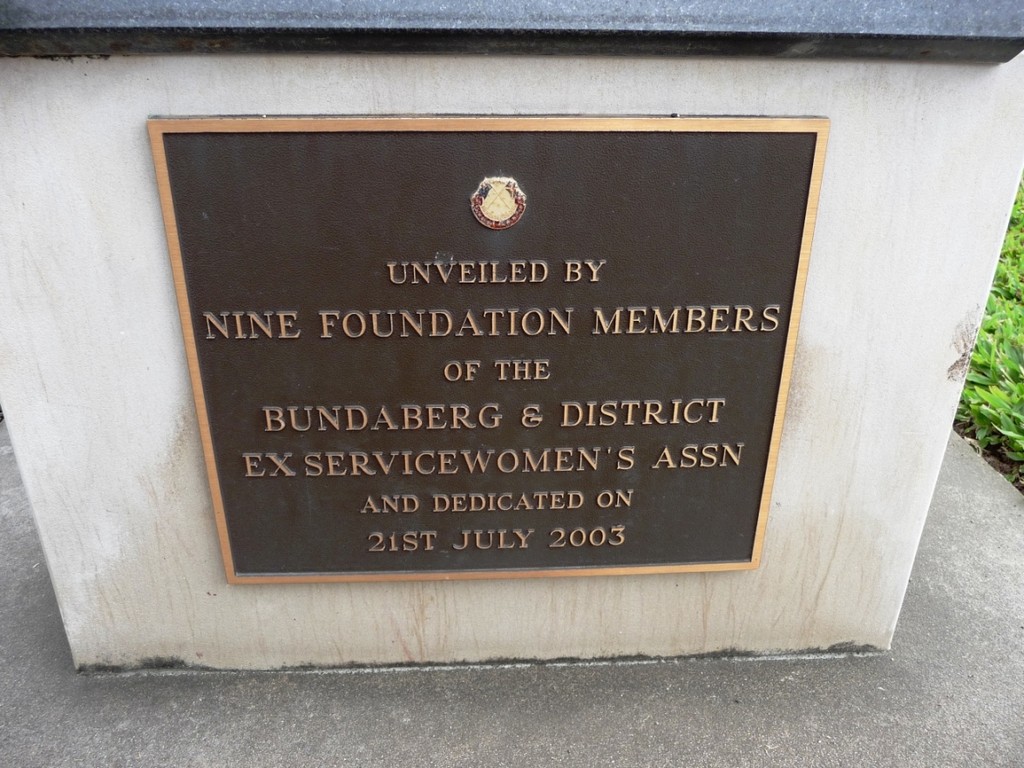 UNVEILED BY
NINE FOUNDATION MEMBERS
OF THE
BUNDABERG & DISTRICT
EX SERVICEWOMEN'S ASSN
AND DEDICATED ON
21ST JULY 2003